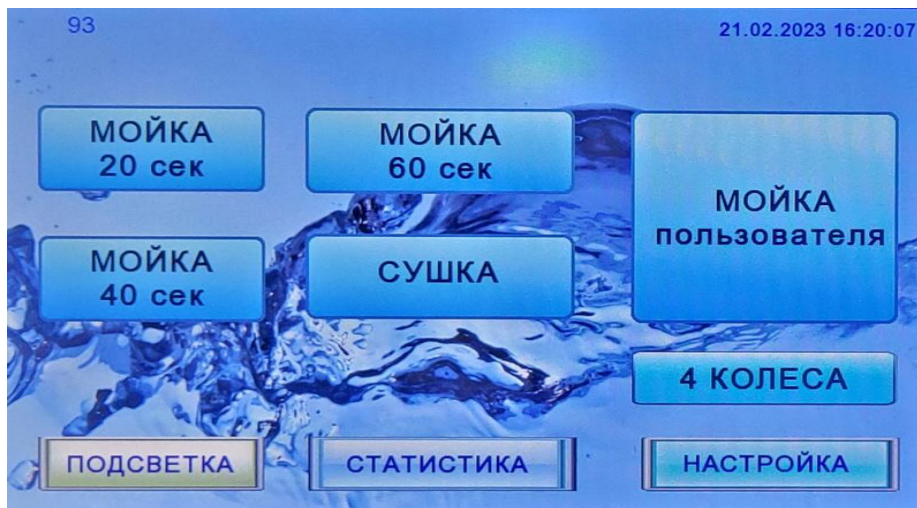 93
21.02.2023 16:20:07
МОЙКА
20 сек
МОЙКА
60 сек
МОЙКА
пользователя
МОЙКА
40 сек
СУШКА
4 КОЛЕСА
ПОДСВЕТКА
СТАТИСТИКА
НАСТРОЙКА